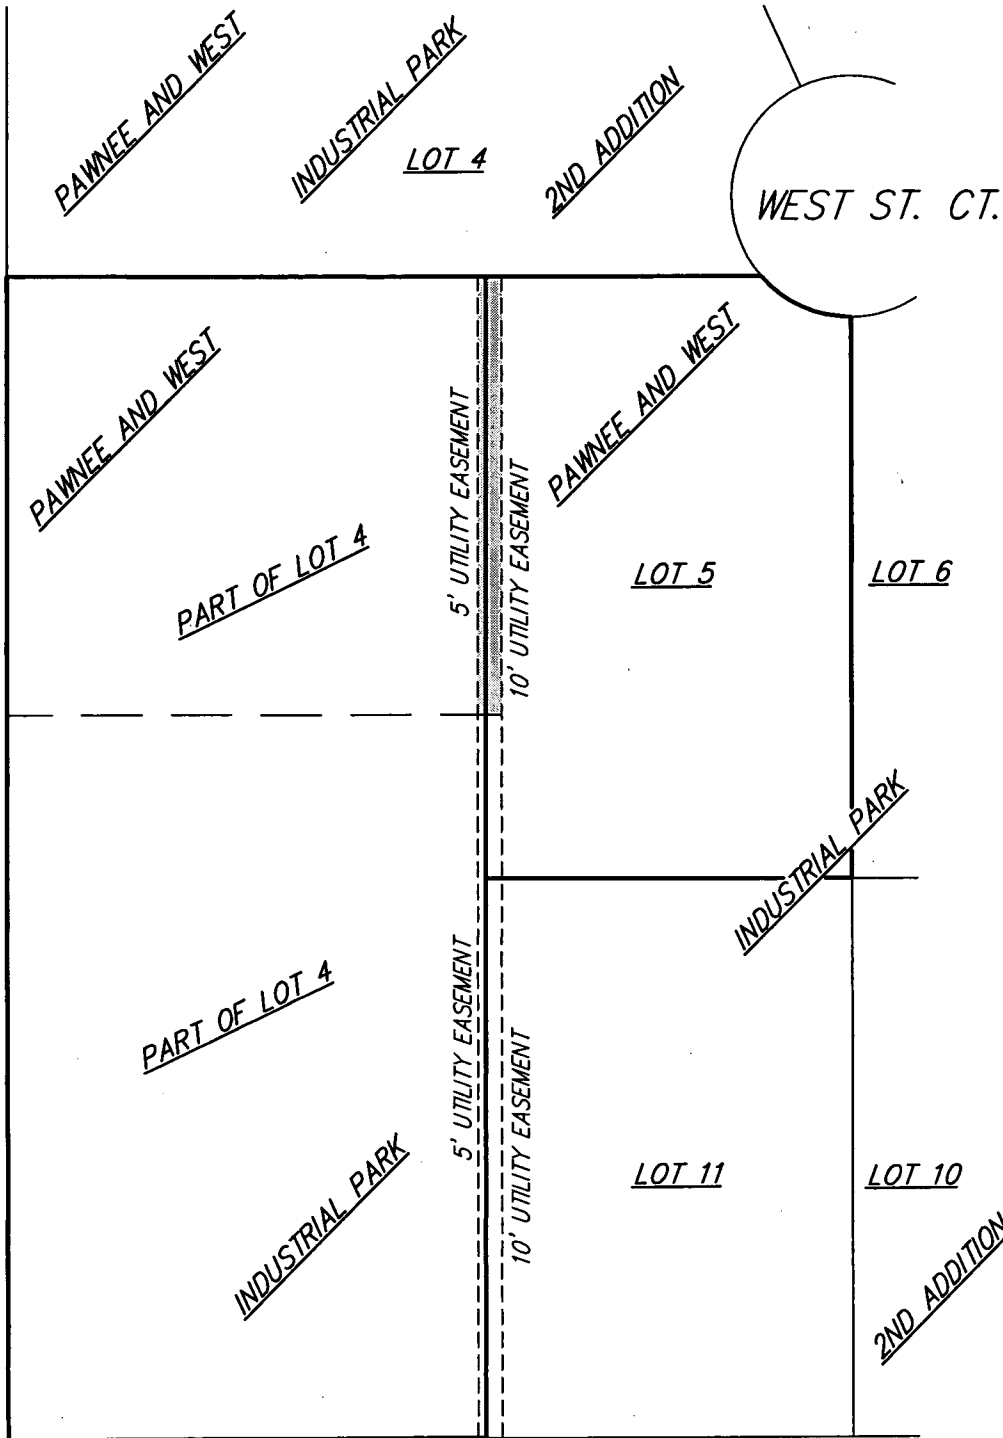 PAWNEE AND WEST
INDUSTRIAL PARK
LOT 4
2ND ADDITION
WEST ST. CT.
PAWNEE AND WEST
PART OF LOT 4
5' UTILITY EASEMENT
10' UTILITY EASEMENT
PAWNEE AND WEST
LOT 5
LOT 6
INDUSTRIAL PARK
PART OF LOT 4
INDUSTRIAL PARK
5' UTILITY EASEMENT
10' UTILITY EASEMENT
LOT 11
LOT 10
2ND ADDITION